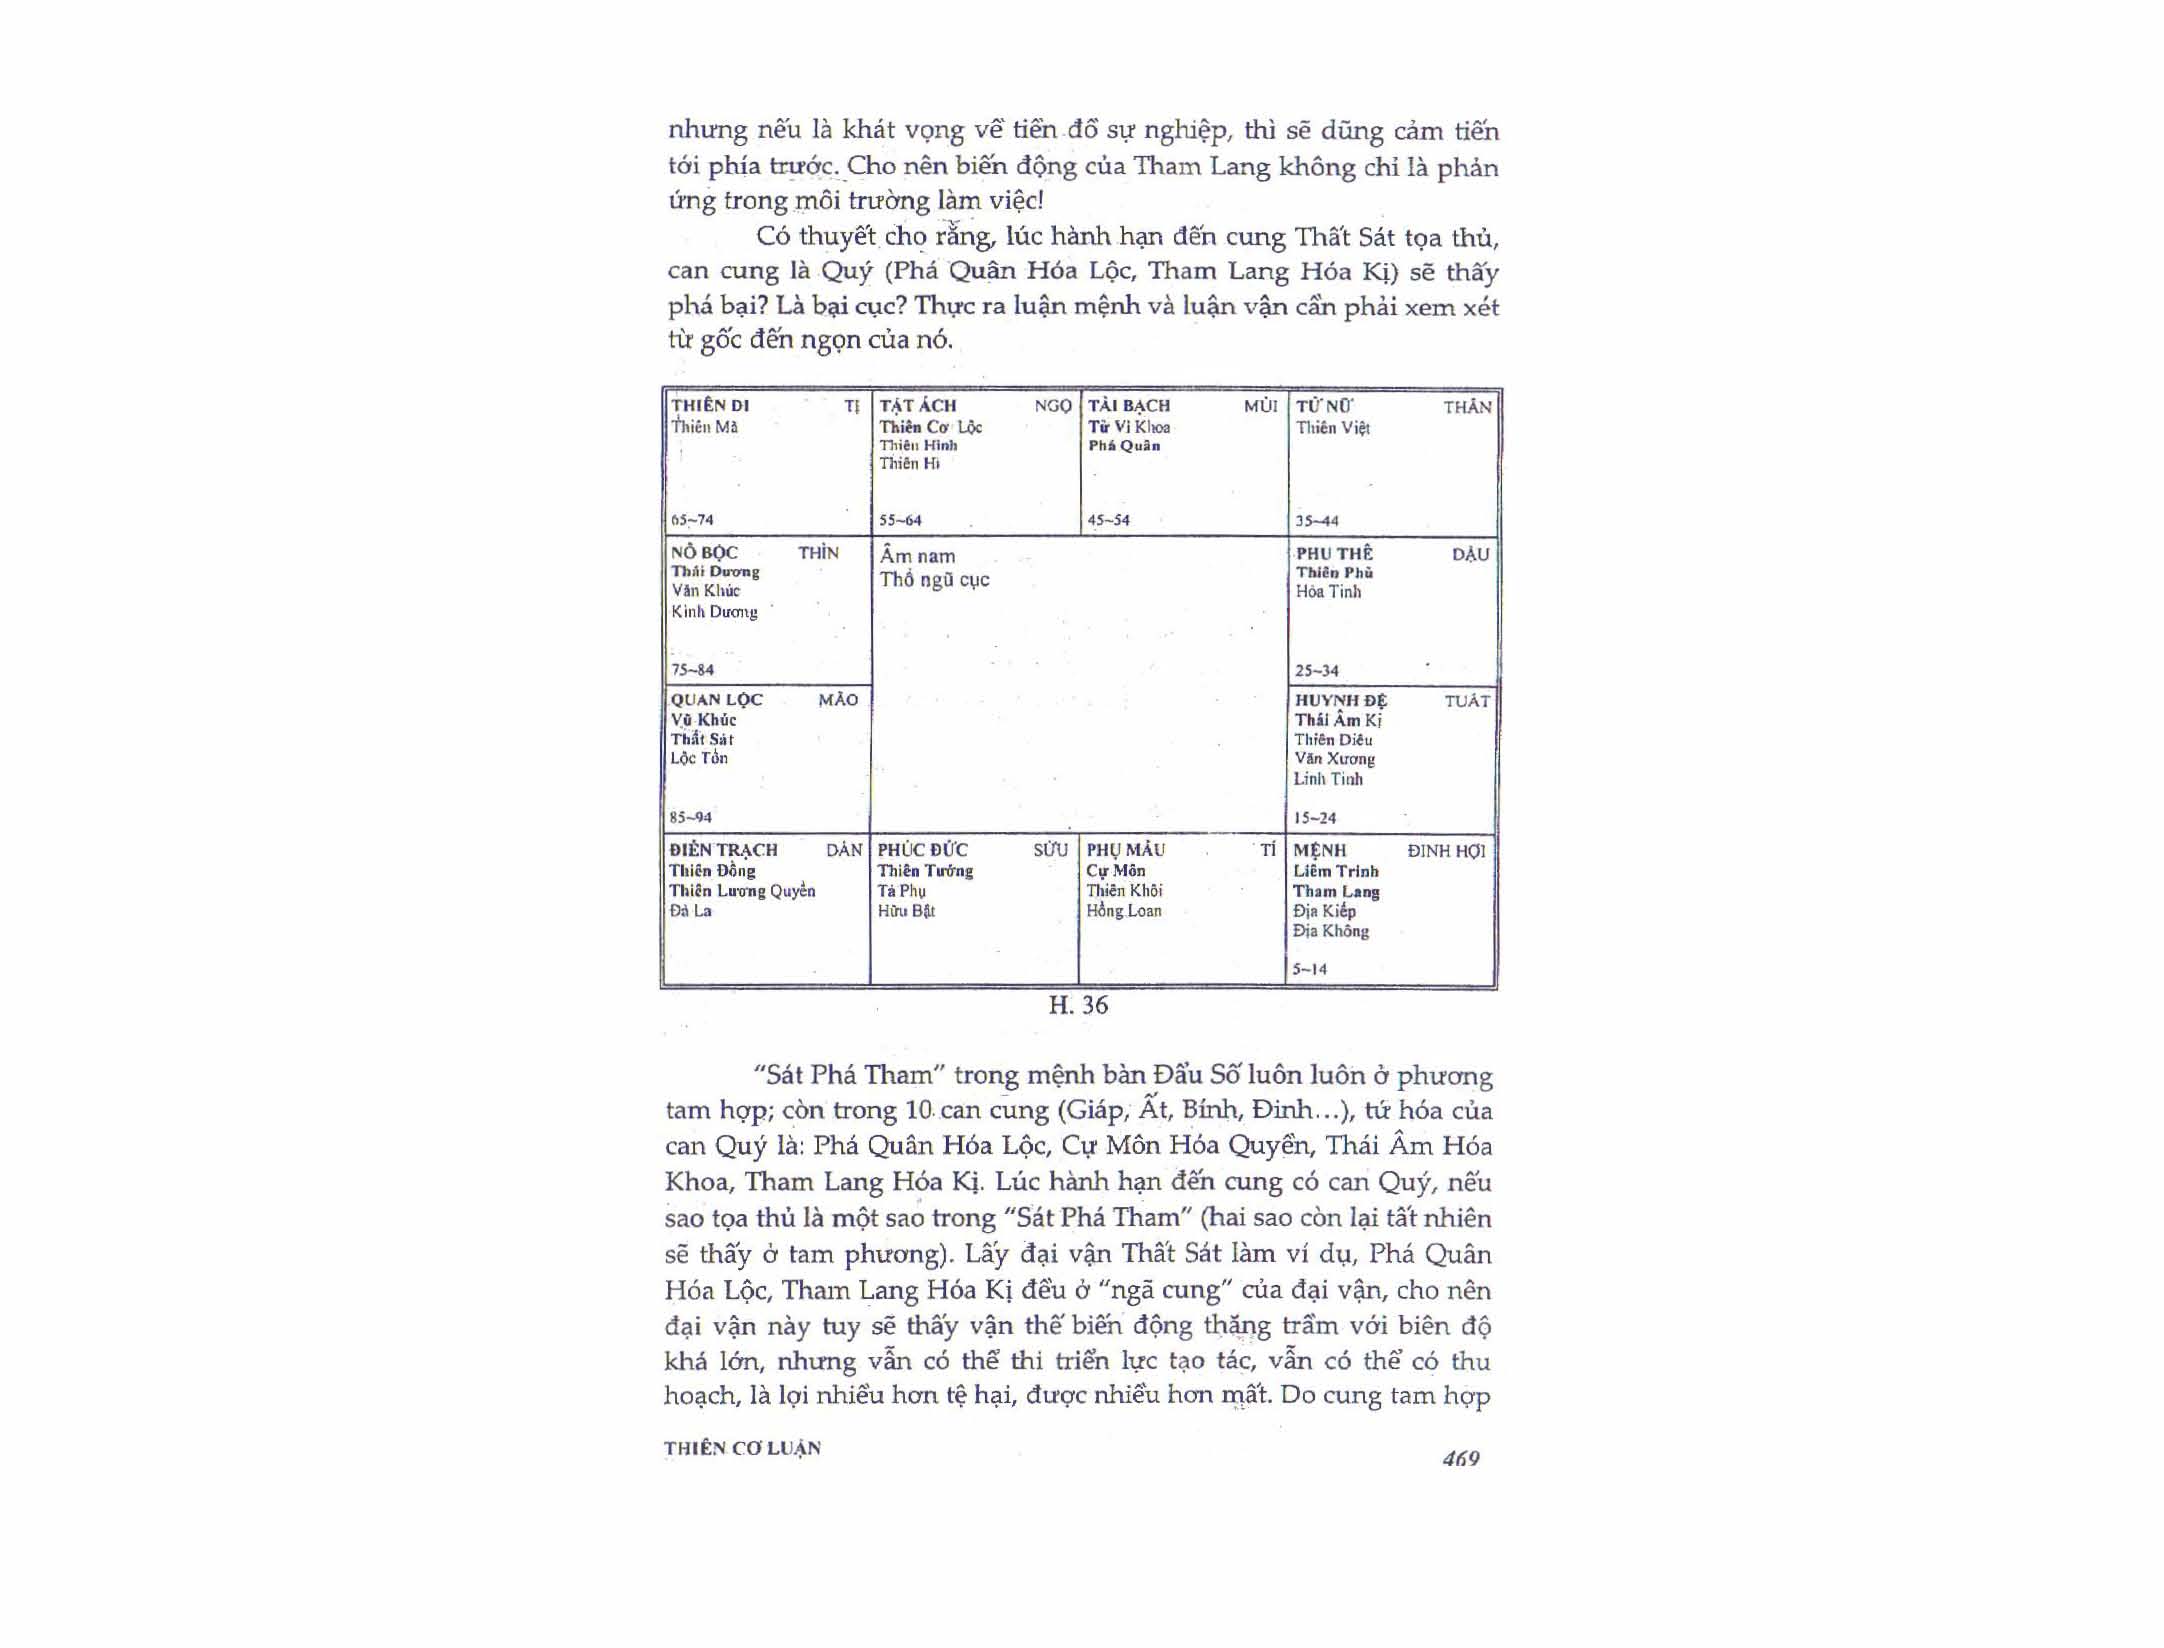 nhưng nếu là khát vọng về tiền đồ sự nghiệp, thì sẽ dũng cảm tiến
tới phía trước. Cho nên biến động của Tham Lang không chỉ là phản
ứng trong môi trường làm việc!
Có thuyết cho rằng, lúc hành hạn đến cung Thất Sát tọa thủ,
can cung là Quý (Phá Quân Hóa Lộc, Tham Lang Hóa Kị) sẽ thấy
phá bại? Là bại cục? Thực ra luận mệnh và luận vận cần phải xem xét
từ gốc đến ngọn của nó.
THIÊN DI TỊ
Thiên Mã
65~74
TẬT ÁCH NGỌ
Thiên Cơ Lộc
Thiên Hình
Thiên Hỉ
55~64
TÀI BẠCH MÙI
Tử Vi Khoa
Phá Quân
45~54
TỬ NỮ THÂN
Thiên Việt
35~44
NÔ BỘC THÌN
Thái Dương
Văn Khúc
Kình Dương
75~84
Âm nam
Thổ ngũ cục
PHU THÊ DẬU
Thiên Phủ
Hỏa Tinh
25~34
QUAN LỘC MÃO
Vũ Khúc
Thất Sát
Lộc Tồn
85~94
HUYNH ĐỆ TUẤT
Thái Âm Kị
Thiên Diêu
Văn Xương
Linh Tinh
15~24
ĐIỀN TRẠCH DẦN
Thiên Đồng
Thiên Lương Quyền
Đà La
PHÚC ĐỨC SỬU
Thiên Tướng
Tả Phụ
Hữu Bật
PHỤ MẪU TÍ
Cự Môn
Thiên Khôi
Hồng Loan
MỆNH ĐINH HỢI
Liêm Trinh
Tham Lang
Địa Kiếp
Địa Không
5~14
H. 36
"Sát Phá Tham" trong mệnh bàn Đẩu Số luôn luôn ở phương
tam hợp; còn trong 10 can cung (Giáp, Ất, Bính, Đinh...), tứ hóa của
can Quý là: Phá Quân Hóa Lộc, Cự Môn Hóa Quyền, Thái Âm Hóa
Khoa, Tham Lang Hóa Kị. Lúc hành hạn đến cung có can Quý, nếu
sao tọa thủ là một sao trong "Sát Phá Tham" (hai sao còn lại tất nhiên
sẽ thấy ở tam phương). Lấy đại vận Thất Sát làm ví dụ, Phá Quân
Hóa Lộc, Tham Lang Hóa Kị đều ở "ngã cung" của đại vận, cho nên
đại vận này tuy sẽ thấy vận thế biến động thăng trầm với biên độ
khá lớn, nhưng vẫn có thể thi triển lực tạo tác, vẫn có thể có thu
hoạch, là lợi nhiều hơn tệ hại, được nhiều hơn mất. Do cung tam hợp
THIÊN CƠ LUẬN
469